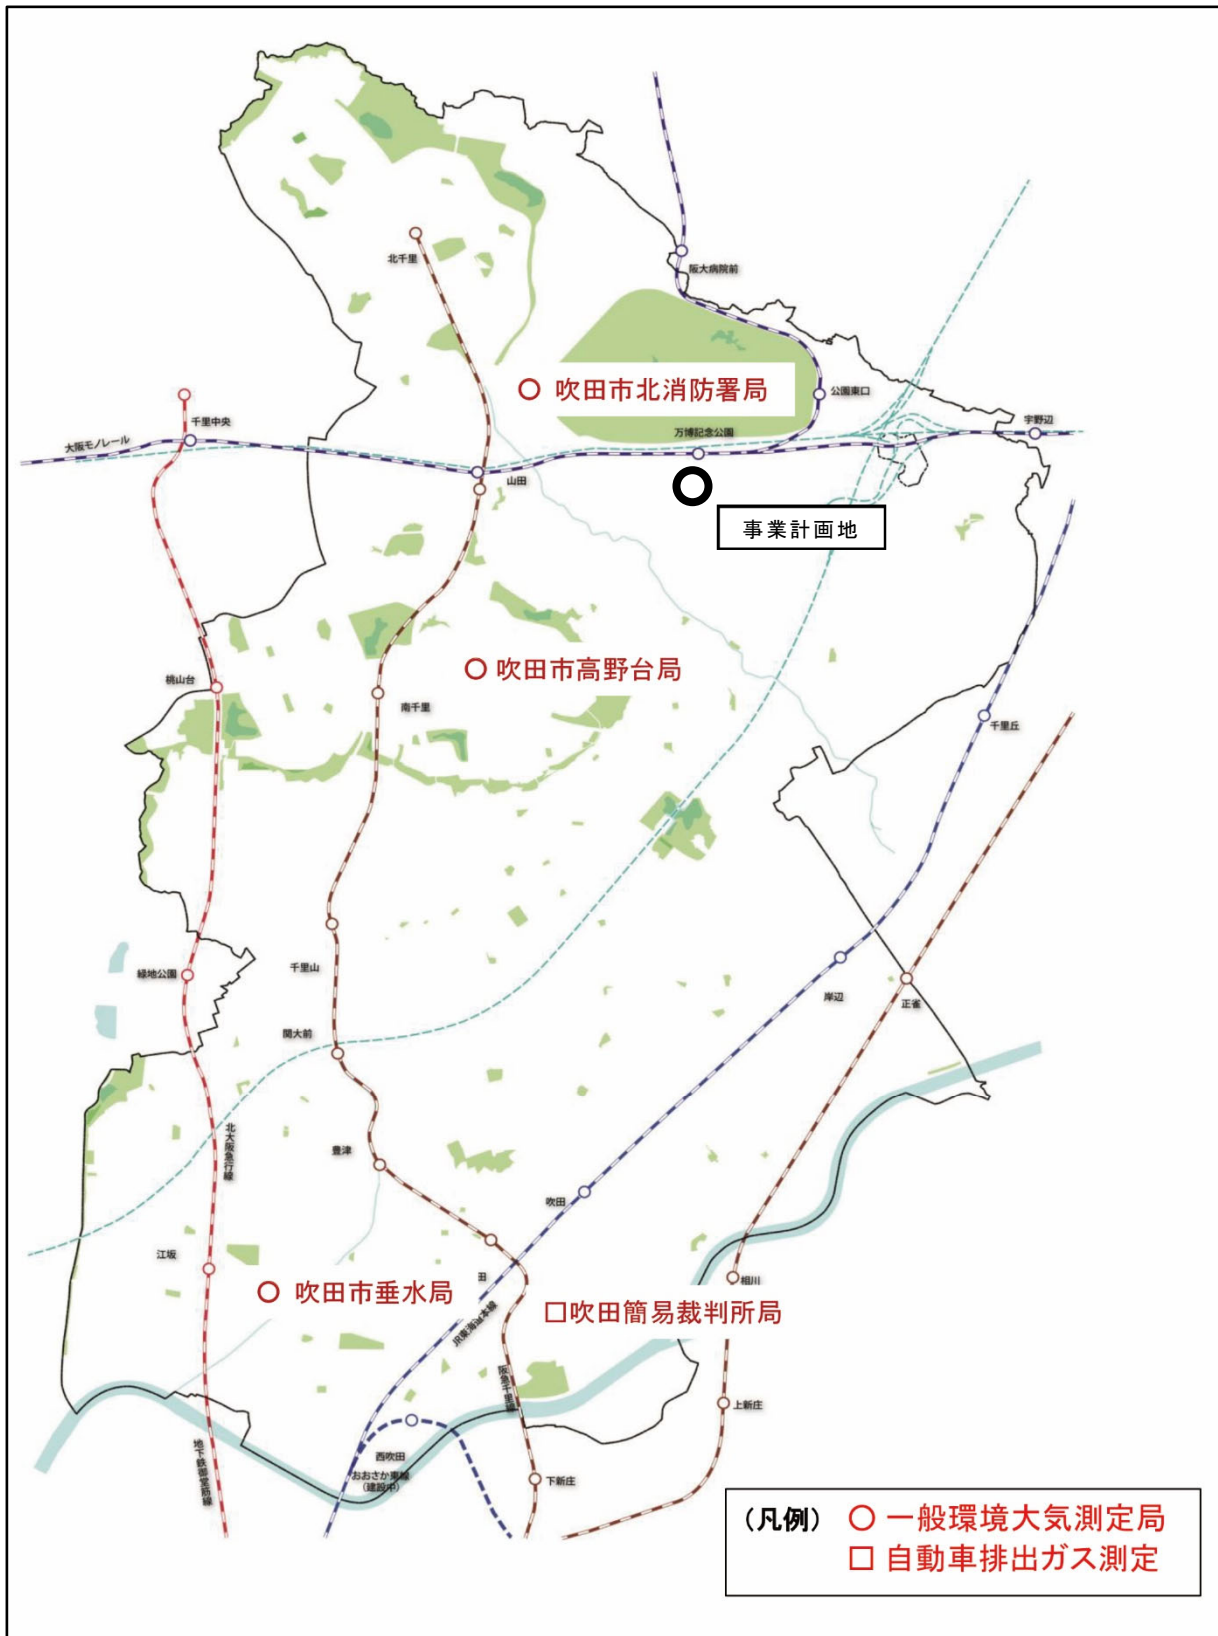 北千里
阪大病院前
○ 吹田市北消防署局
公園東口
千里中央
大阪モノレール
万博記念公園
宇野辺
山田
事業計画地
○ 吹田市高野台局
桃山台
南千里
千里丘
緑地公園
千里山
岸辺
正雀
関大前
北大阪急行線
豊津
吹田
江坂
田
相川
○ 吹田市垂水局
□吹田簡易裁判所局
JR東海道本線
阪急千里線
上新庄
地下鉄御堂筋線
西吹田
おおさか東線
(建設中)
下新庄
(凡例) ○ 一般環境大気測定局
□ 自動車排出ガス測定